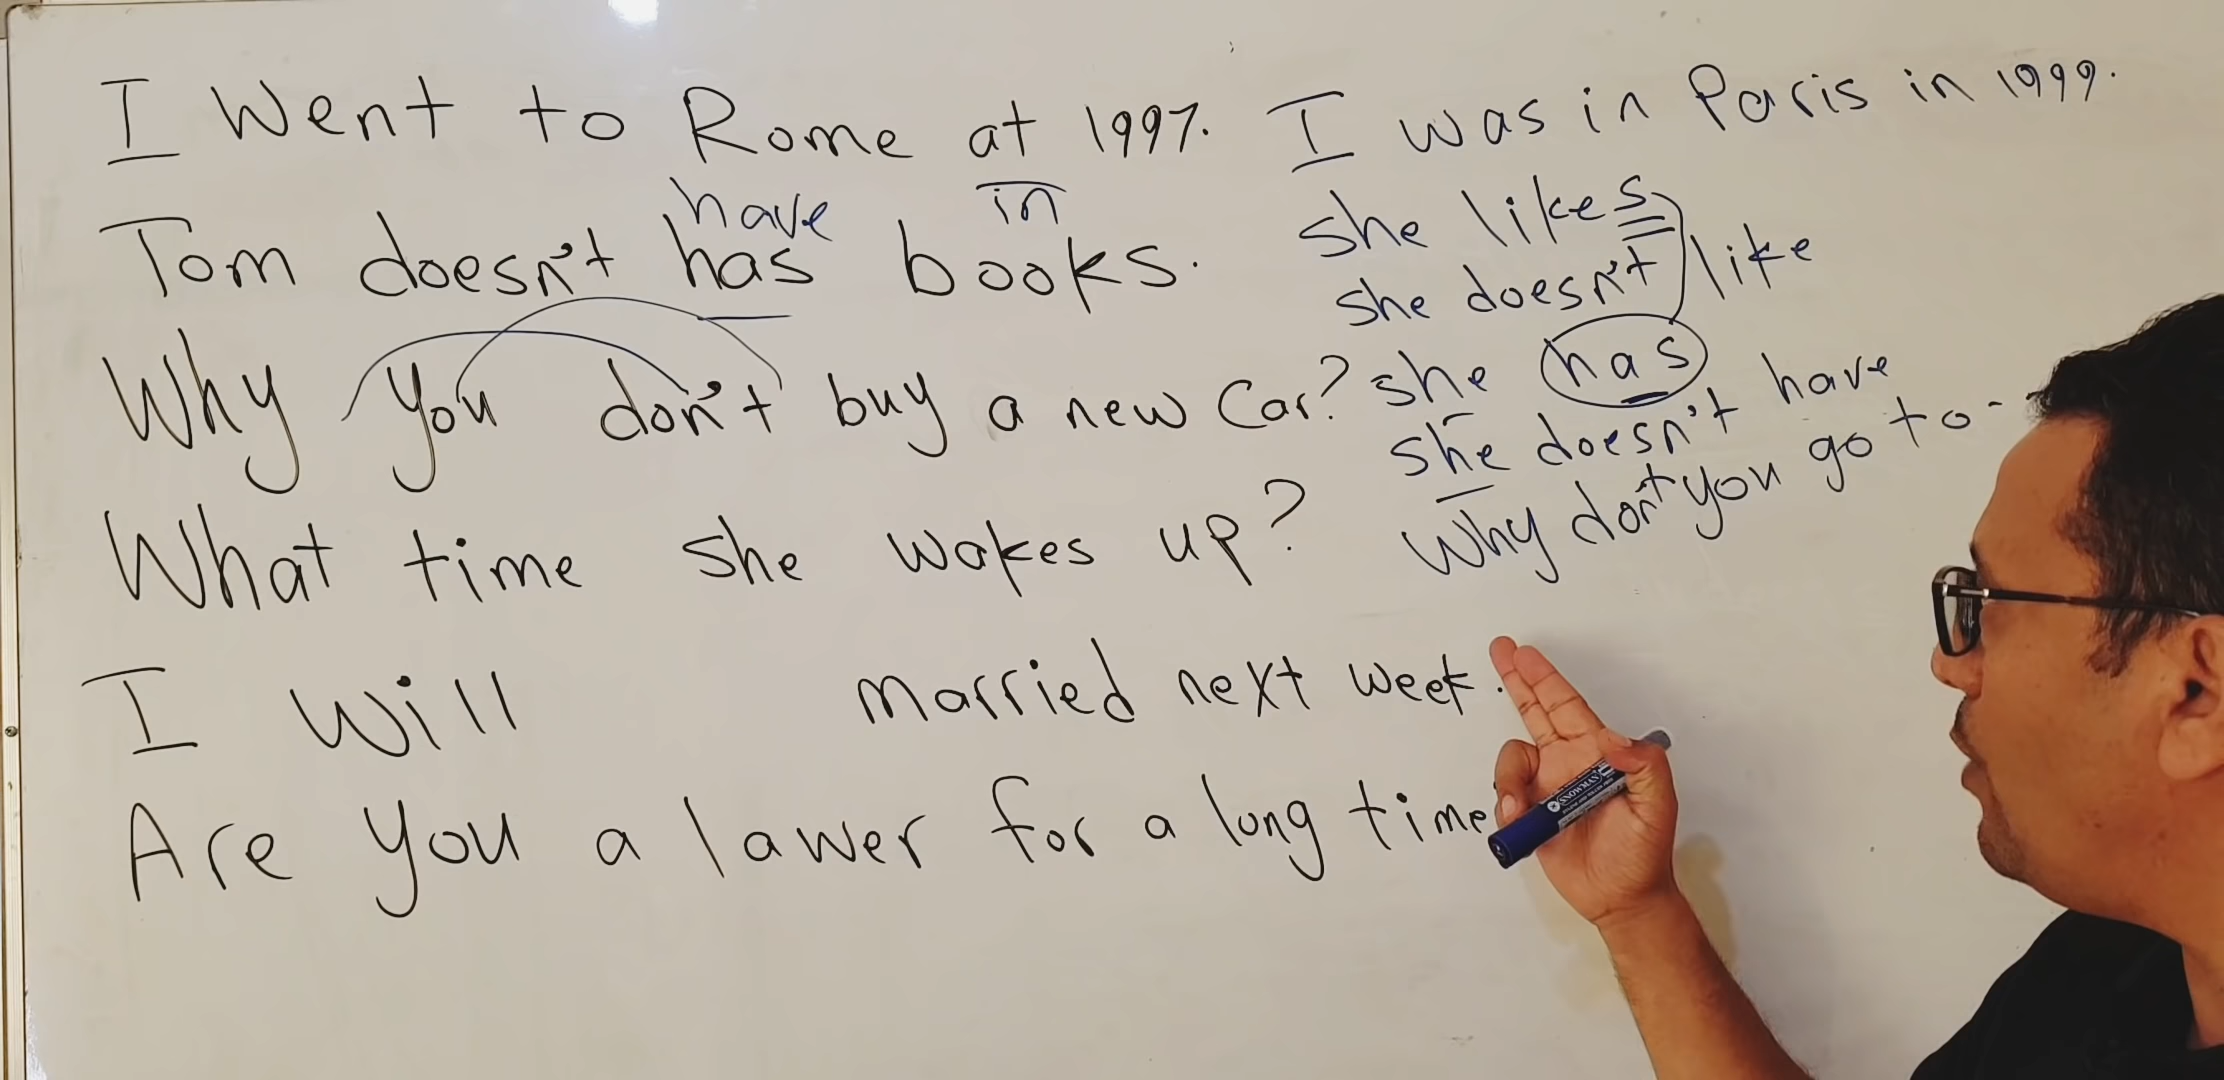 I Went to Rome at 1997.
in
Tom doesn't has books.
have
Why you don't buy a new Car?
What time she wakes up?
I will married next week.
Are you a lawer for a long time
I was in Paris in 1999.
she likes
she doesn't like
she has
she doesn't have
Why don't you go to